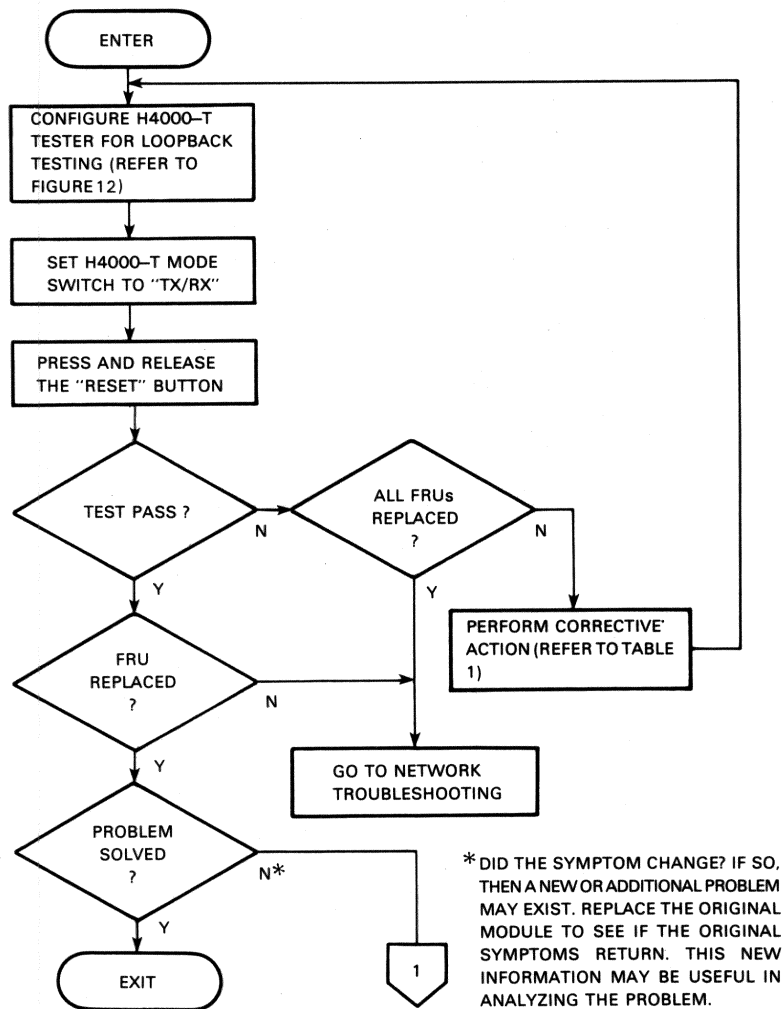 ENTER
CONFIGURE H4000–T
TESTER FOR LOOPBACK
TESTING (REFER TO
FIGURE 12)
SET H4000–T MODE
SWITCH TO "TX/RX"
PRESS AND RELEASE
THE "RESET" BUTTON
TEST PASS ?
N
Y
ALL FRUs
REPLACED
?
N
Y
PERFORM CORRECTIVE
ACTION (REFER TO TABLE
1)
FRU
REPLACED
?
N
Y
GO TO NETWORK
TROUBLESHOOTING
PROBLEM
SOLVED
?
N*
Y
EXIT
1
* DID THE SYMPTOM CHANGE? IF SO,
THEN A NEW OR ADDITIONAL PROBLEM
MAY EXIST. REPLACE THE ORIGINAL
MODULE TO SEE IF THE ORIGINAL
SYMPTOMS RETURN. THIS NEW
INFORMATION MAY BE USEFUL IN
ANALYZING THE PROBLEM.